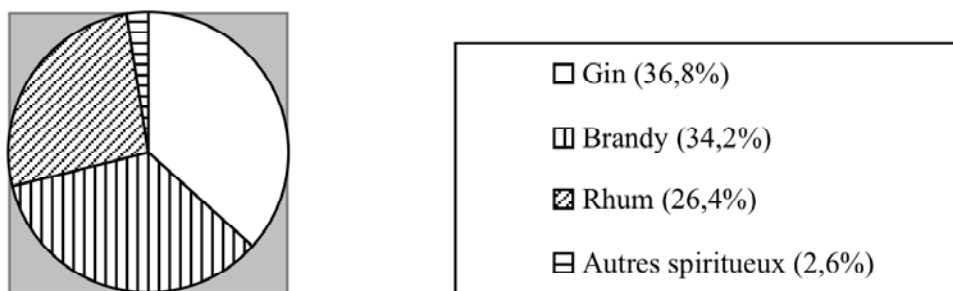 Gin (36,8%)
Brandy (34,2%)
Rhum (26,4%)
Autres spiritueux (2,6%)